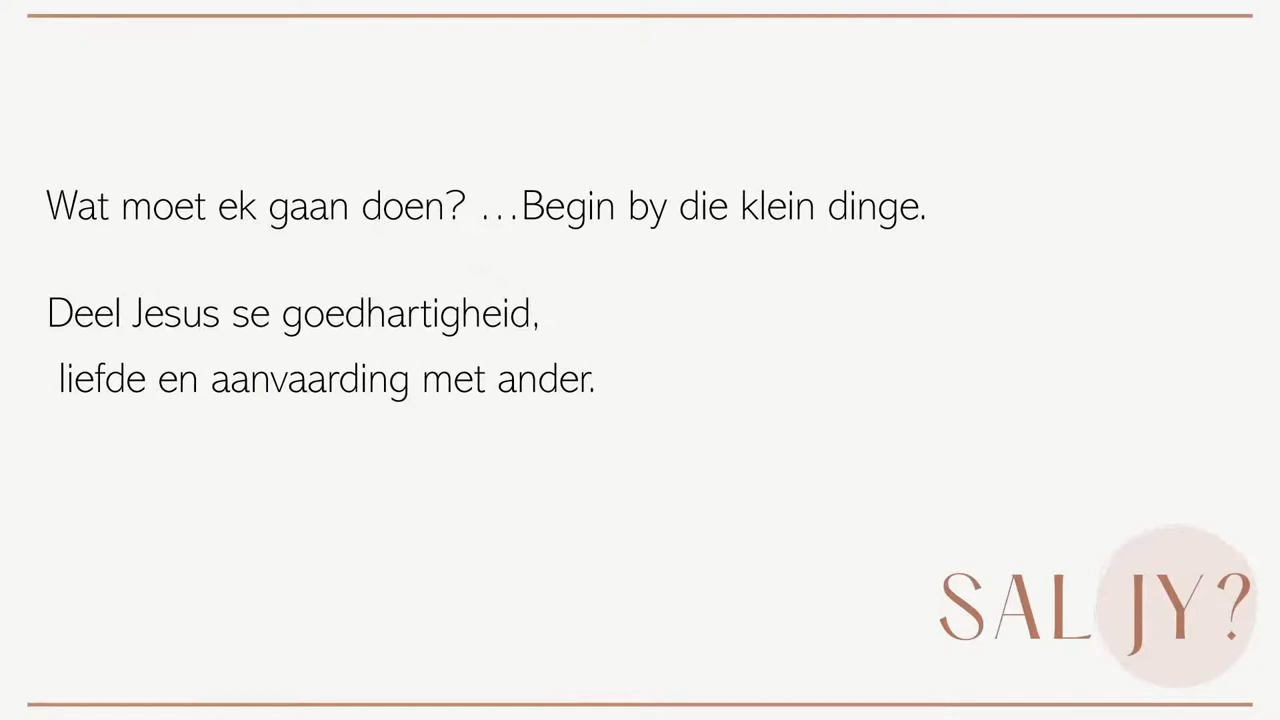 Wat moet ek gaan doen? ...Begin by die klein dinge.
Deel Jesus se goedhartigheid,
liefde en aanvaarding met ander.
SAL JY?